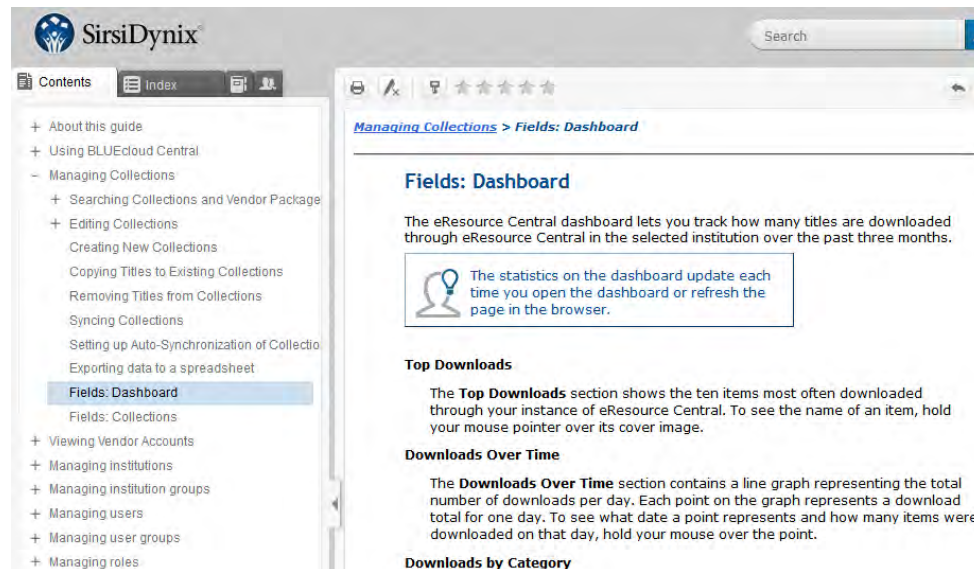 SirsiDynix
Search
Contents
Index
+ About this guide
+ Using BLUEcloud Central
- Managing Collections
+ Searching Collections and Vendor Package
+ Editing Collections
Creating New Collections
Copying Titles to Existing Collections
Removing Titles from Collections
Syncing Collections
Setting up Auto-Synchronization of Collectio
Exporting data to a spreadsheet
Fields: Dashboard
Fields: Collections
+ Viewing Vendor Accounts
+ Managing institutions
+ Managing institution groups
+ Managing users
+ Managing user groups
+ Managing roles
Managing Collections > Fields: Dashboard
Fields: Dashboard
The eResource Central dashboard lets you track how many titles are downloaded
through eResource Central in the selected institution over the past three months.
The statistics on the dashboard update each
time you open the dashboard or refresh the
page in the browser.
Top Downloads
The Top Downloads section shows the ten items most often downloaded
through your instance of eResource Central. To see the name of an item, hold
your mouse pointer over its cover image.
Downloads Over Time
The Downloads Over Time section contains a line graph representing the total
number of downloads per day. Each point on the graph represents a download
total for one day. To see what date a point represents and how many items were
downloaded on that day, hold your mouse over the point.
Downloads by Category